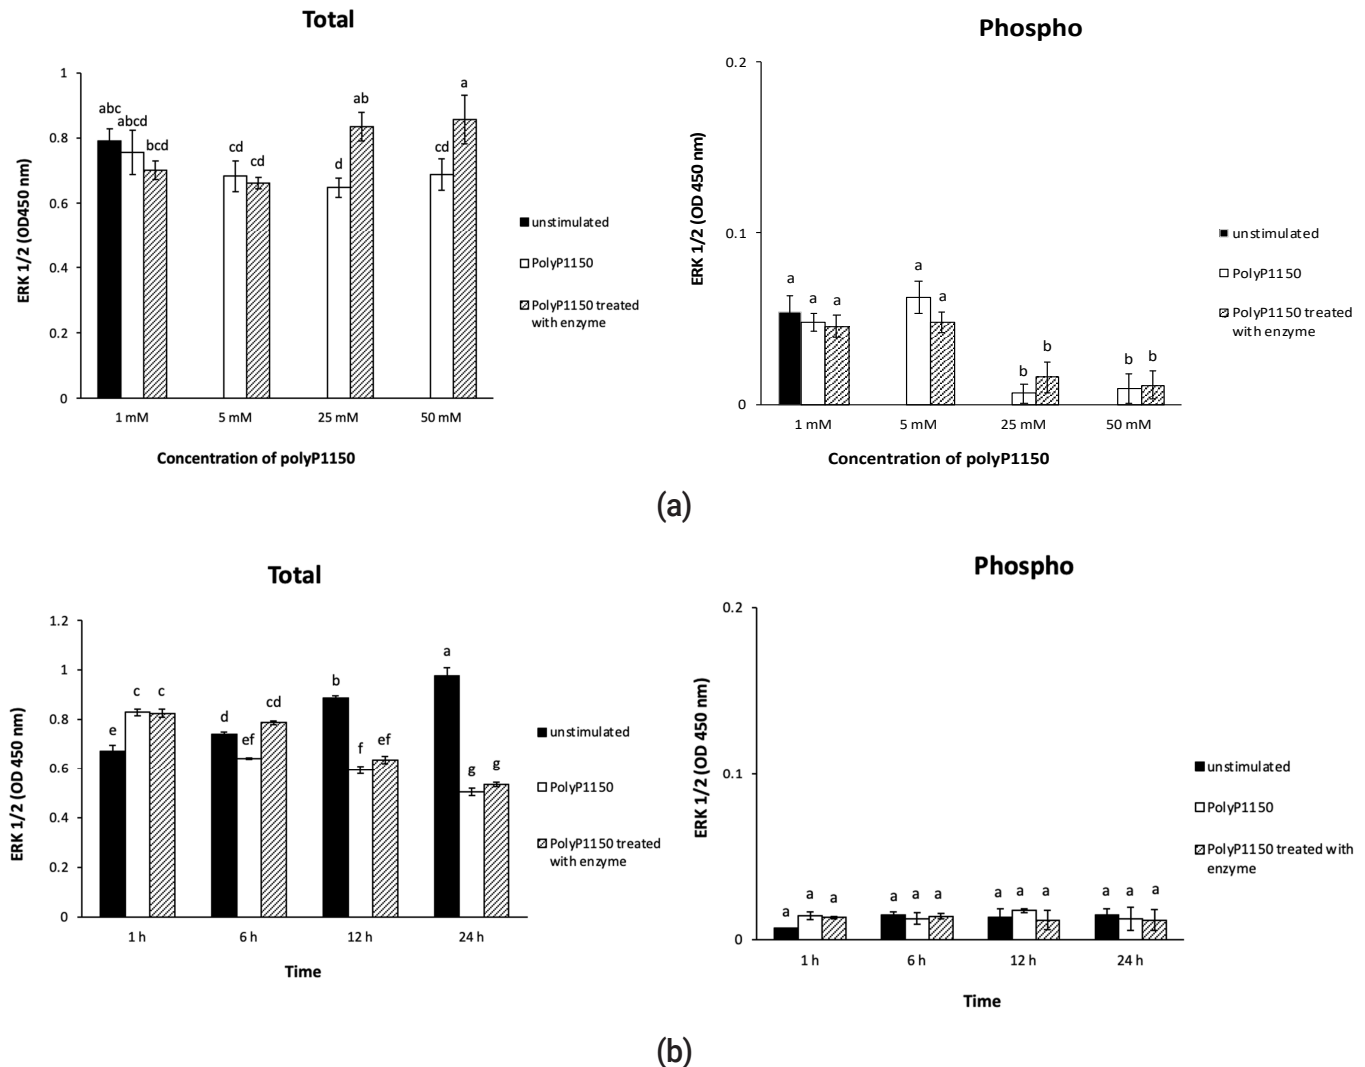 Total
ERK 1/2 (OD450 nm)
1
0.8
0.6
0.4
0.2
0
abc
abcd
bcd
cd
cd
d
ab
cd
a
1 mM
5 mM
25 mM
50 mM
Concentration of polyP1150
unstimulated
PolyP1150
PolyP1150 treated
with enzyme
Phospho
ERK 1/2 (OD 450 nm)
0.2
0.1
0
a
a
a
a
a
b
b
b
b
1 mM
5 mM
25 mM
50 mM
Concentration of polyP1150
unstimulated
PolyP1150
PolyP1150 treated
with enzyme
(a)
Total
ERK 1/2 (OD 450 nm)
1.2
1
0.8
0.6
0.4
0.2
0
e
c
c
d
ef
cd
b
f
ef
a
g
g
1 h
6 h
12 h
24 h
Time
unstimulated
PolyP1150
PolyP1150 treated
with enzyme
Phospho
ERK 1/2 (OD 450 nm)
0.2
0.1
0
a
a
a
a
a
a
a
a
a
a
a
a
1 h
6 h
12 h
24 h
Time
unstimulated
PolyP1150
PolyP1150 treated with
enzyme
(b)